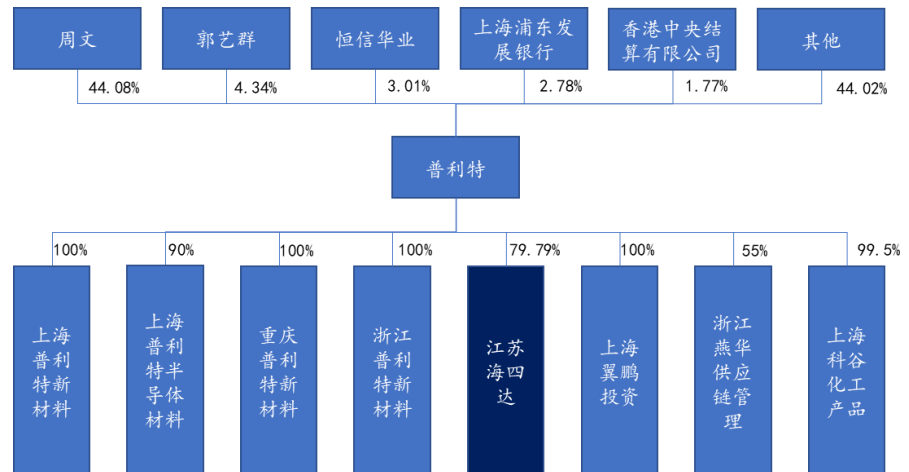 周文
郭艺群
恒信华业
上海浦东发
展银行
香港中央结
算有限公司
其他
44.08%
4.34%
3.01%
2.78%
1.77%
44.02%
普利特
100%
90%
100%
100%
79.79%
100%
55%
99.5%
上海
普利
特新
材料
上海
普利
特半
导体
材料
重庆
普利
特新
材料
浙江
普利
特新
材料
江苏
海四
达
上海
翼鹏
投资
浙江
燕华
供应
链管
理
上海
科谷
化工
产品